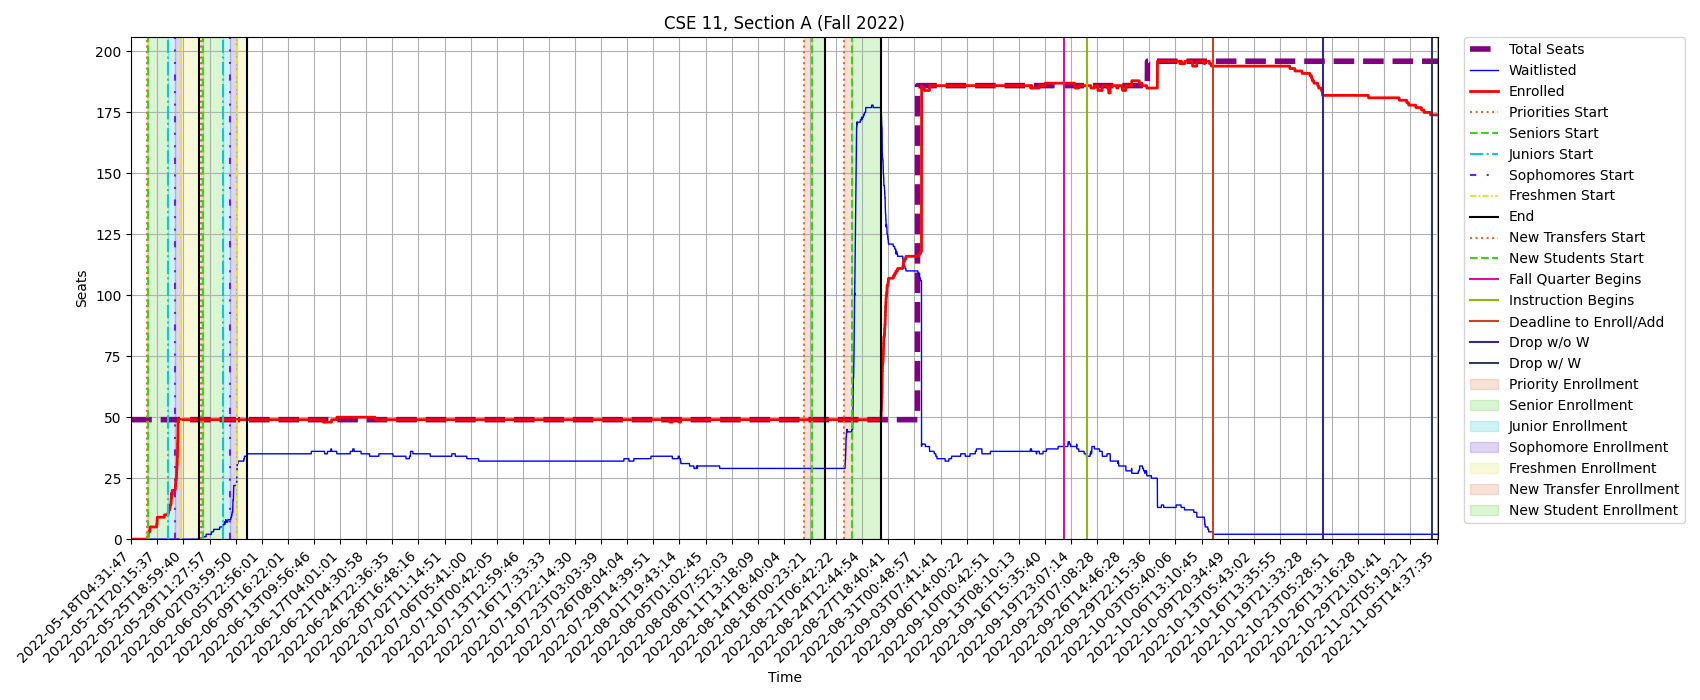 CSE 11, Section A (Fall 2022)
Seats
200
175
150
125
100
75
50
25
0
2022-05-18T04:31:47
2022-05-21T20:15:37
2022-05-25T18:59:40
2022-05-29T11:27:57
2022-06-02T03:59:50
2022-06-05T22:56:01
2022-06-09T16:22:01
2022-06-13T09:56:46
2022-06-17T04:01:01
2022-06-21T04:30:58
2022-06-24T22:36:35
2022-06-28T16:48:16
2022-07-02T11:14:51
2022-07-06T05:41:00
2022-07-10T00:42:05
2022-07-13T12:59:46
2022-07-16T17:33:33
2022-07-19T22:14:30
2022-07-23T03:03:39
2022-07-26T08:04:04
2022-07-29T14:39:51
2022-08-01T19:43:14
2022-08-05T01:02:45
2022-08-08T07:52:03
2022-08-11T13:18:09
2022-08-14T18:40:04
2022-08-18T00:23:21
2022-08-21T06:42:22
2022-08-24T12:44:54
2022-08-27T18:40:41
2022-08-31T00:48:57
2022-09-03T07:41:41
2022-09-06T14:00:22
2022-09-10T00:42:51
2022-09-13T08:10:13
2022-09-16T15:35:40
2022-09-19T23:07:14
2022-09-23T07:08:28
2022-09-26T14:46:28
2022-09-29T22:15:36
2022-10-03T05:40:06
2022-10-06T13:10:45
2022-10-09T20:34:49
2022-10-13T05:43:02
2022-10-16T13:35:55
2022-10-19T21:33:28
2022-10-23T05:28:51
2022-10-26T13:16:28
2022-10-29T21:01:41
2022-11-02T05:19:21
2022-11-05T14:37:35
Time
Total Seats
Waitlisted
Enrolled
Priorities Start
Seniors Start
Juniors Start
Sophomores Start
Freshmen Start
End
New Transfers Start
New Students Start
Fall Quarter Begins
Instruction Begins
Deadline to Enroll/Add
Drop w/o W
Drop w/ W
Priority Enrollment
Senior Enrollment
Junior Enrollment
Sophomore Enrollment
Freshmen Enrollment
New Transfer Enrollment
New Student Enrollment